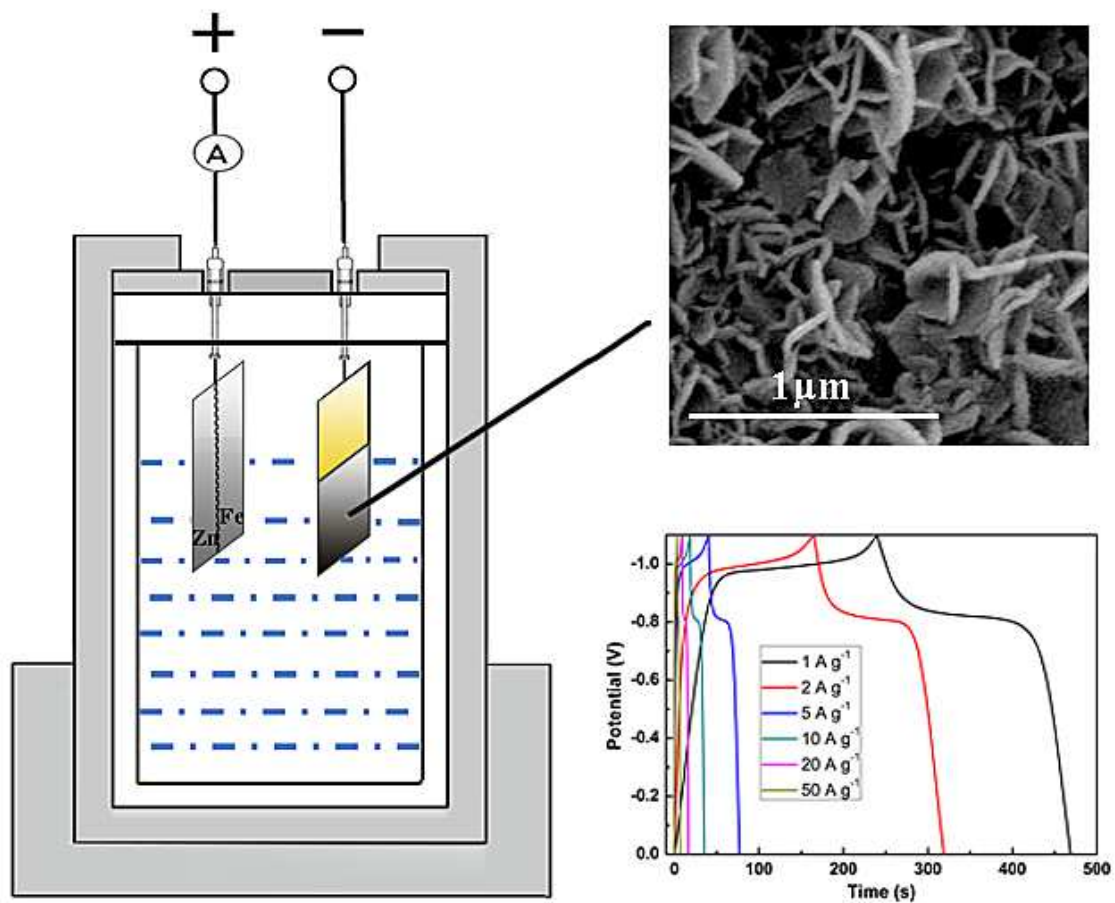 + −
A
Zn Fe
1µm
Potential (V)
-1.0
-0.8
-0.6
-0.4
-0.2
0.0
1 A g⁻¹
2 A g⁻¹
5 A g⁻¹
10 A g⁻¹
20 A g⁻¹
50 A g⁻¹
0 100 200 300 400 500
Time (s)